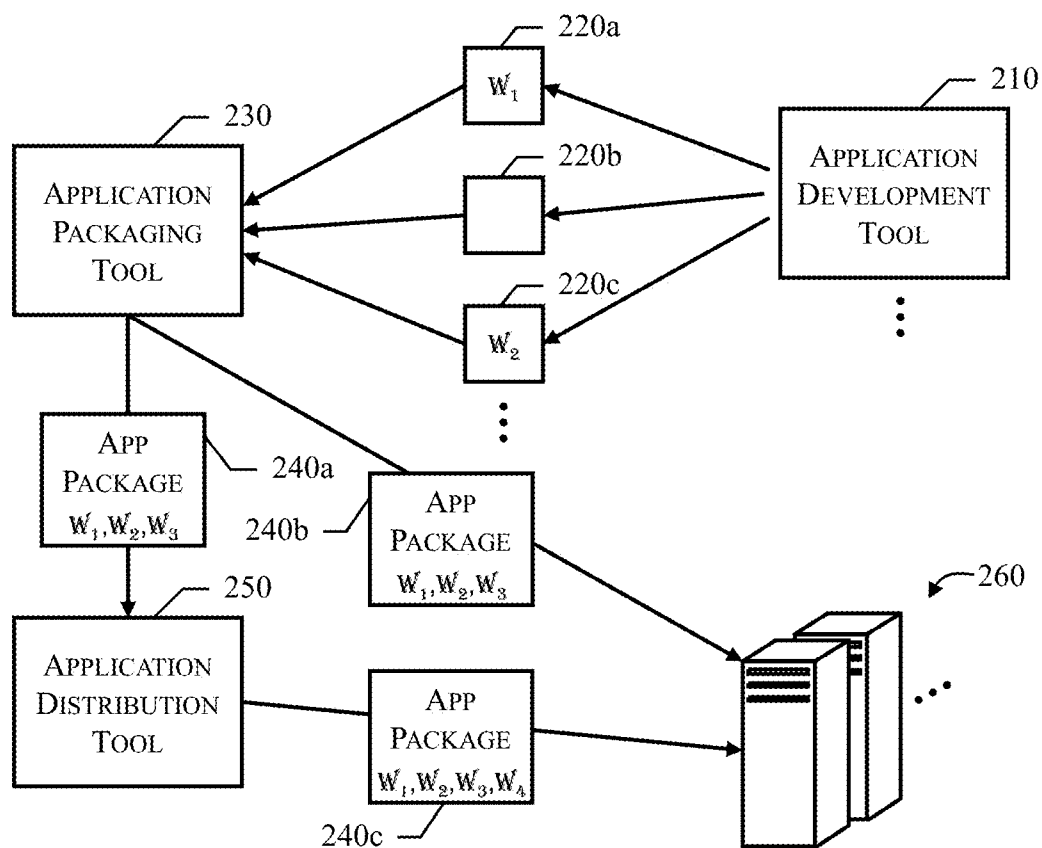 220a
W₁
210
230
220b
APPLICATION
PACKAGING
TOOL
APPLICATION
DEVELOPMENT
TOOL
220c
W₂
APP
PACKAGE
W₁,W₂,W₃
240a
240b
APP
PACKAGE
W₁,W₂,W₃
250
260
APPLICATION
DISTRIBUTION
TOOL
APP
PACKAGE
W₁,W₂,W₃,W₄
240c